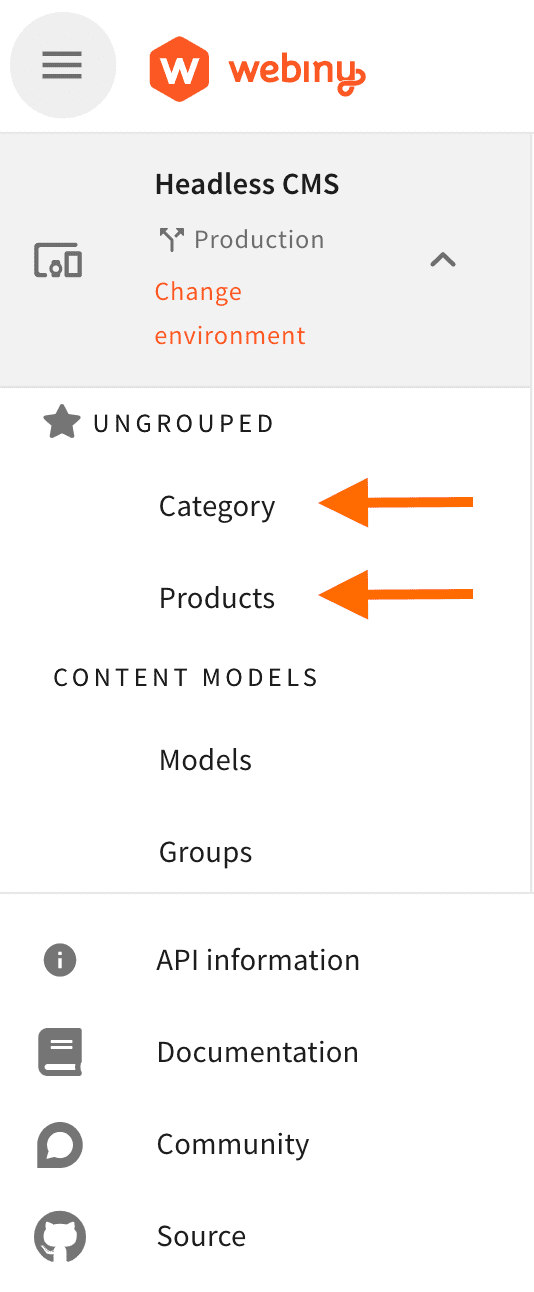 webiny
Headless CMS
Production
Change
environment
UNGROUPED
Category
Products
CONTENT MODELS
Models
Groups
API information
Documentation
Community
Source